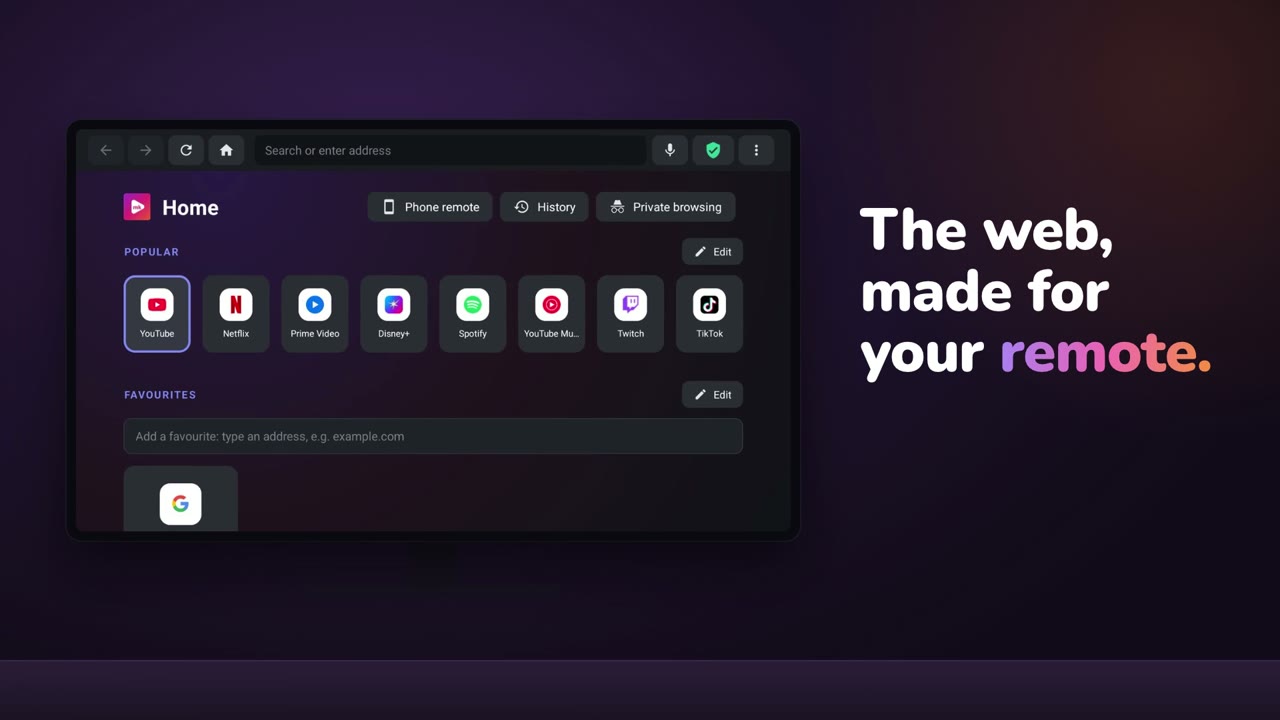 Search or enter address
Home
Phone remote
History
Private browsing
POPULAR
Edit
YouTube
Netflix
Prime Video
Disney+
Spotify
YouTube Mu...
Twitch
TikTok
FAVOURITES
Edit
Add a favourite: type an address, e.g. example.com
The web,
made for
your remote.